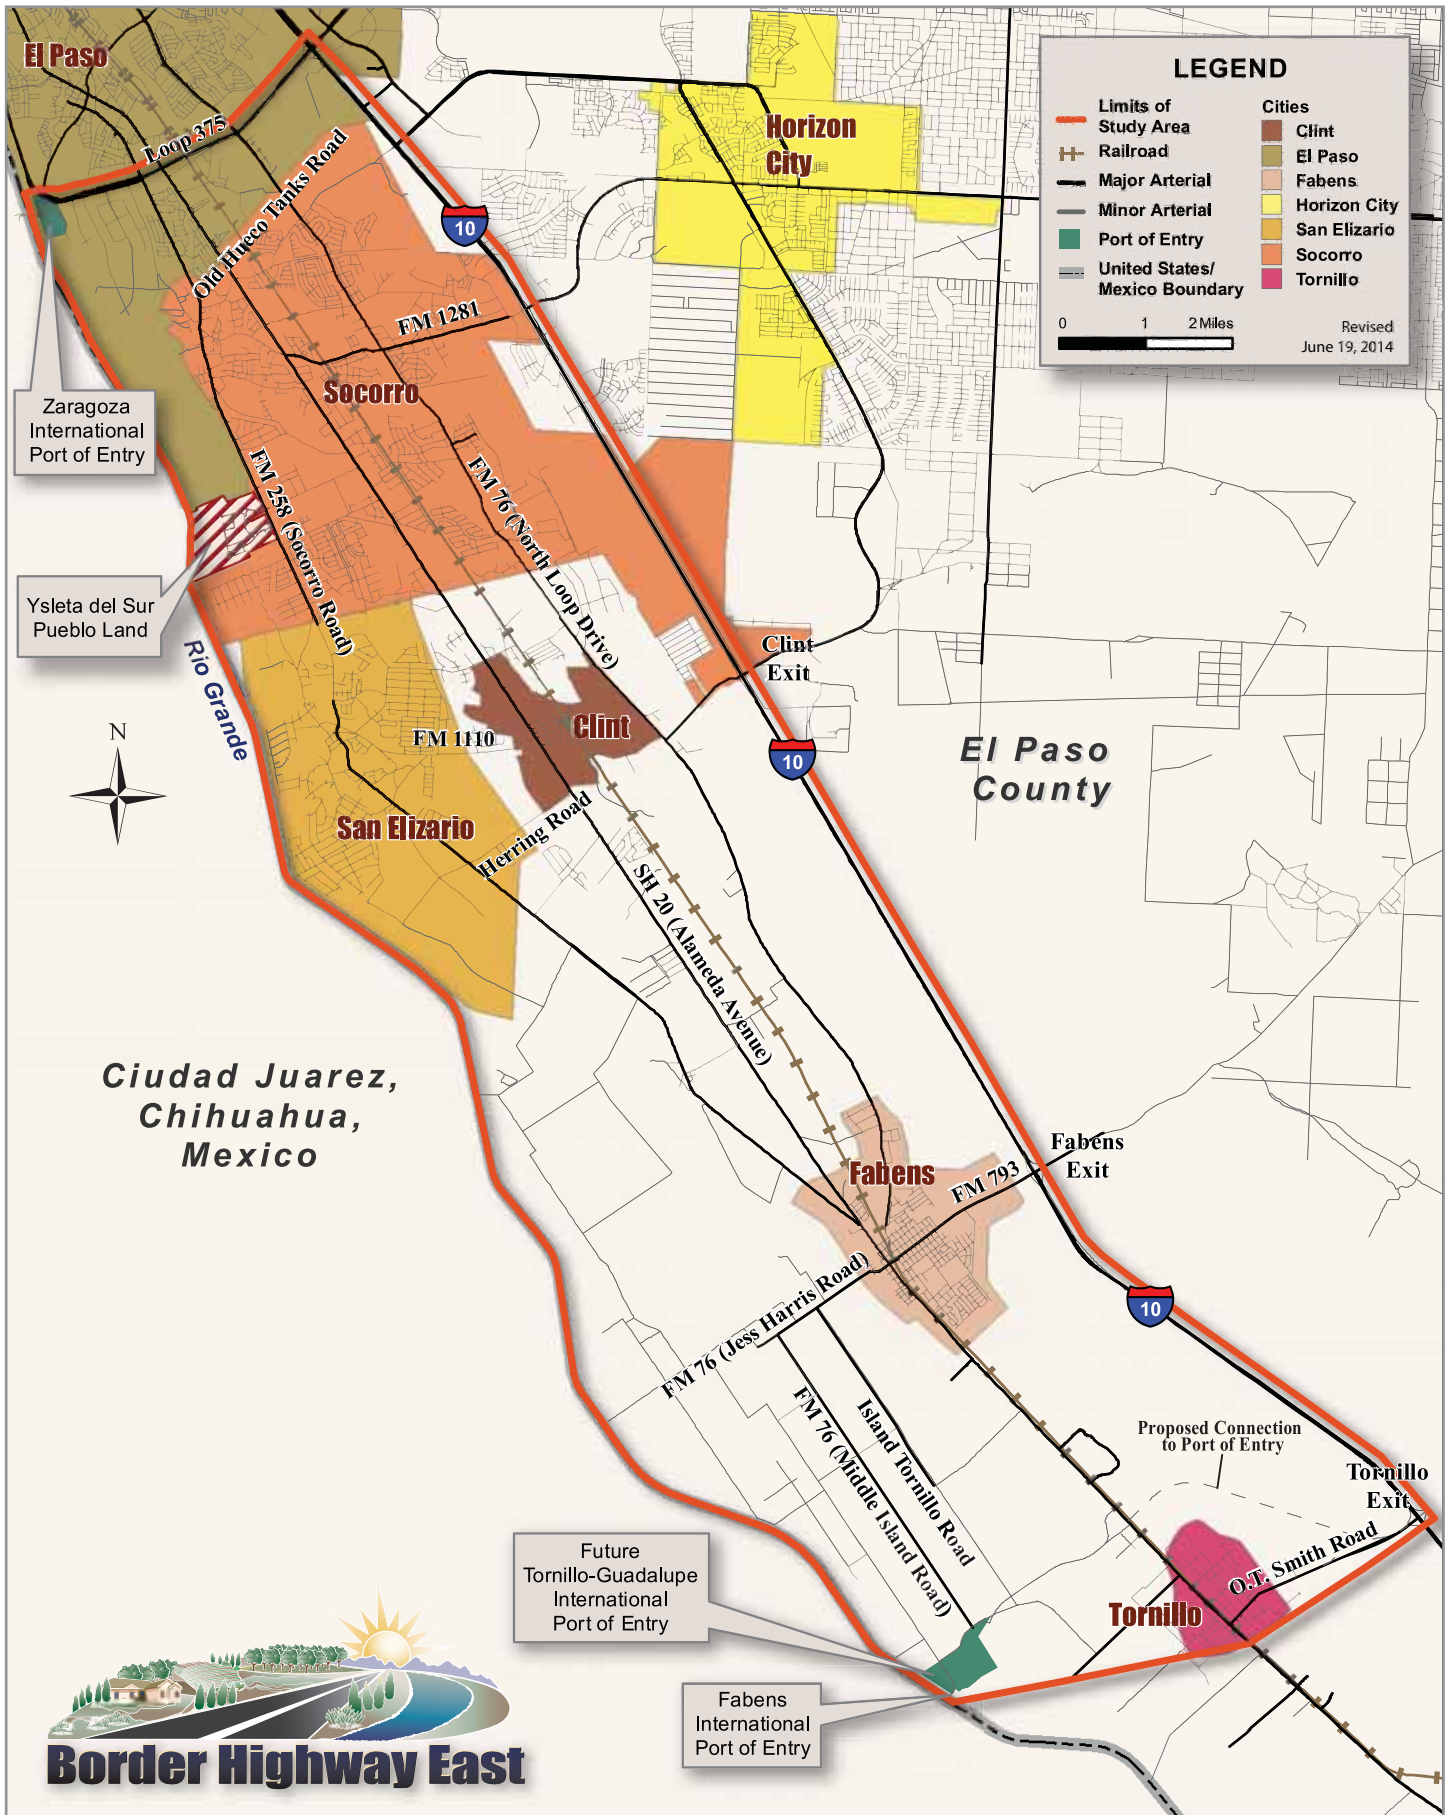 El Paso
Loop 375
Old Hueco Tanks Road
Horizon
City
LEGEND
Limits of
Study Area
Railroad
Major Arterial
Minor Arterial
Port of Entry
United States/
Mexico Boundary
Cities
Clint
El Paso
Fabens
Horizon City
San Elizario
Socorro
Tornillo
0 1 2 Miles
Revised
June 19, 2014
10
FM 1281
Socorro
Zaragoza
International
Port of Entry
FM 258 (Socorro Road)
FM 76 (North Loop Drive)
Ysleta del Sur
Pueblo Land
Rio Grande
Clint
Exit
N
FM 1110
Clint
10
El Paso
County
San Elizario
Herring Road
SH 20 (Alameda Avenue)
Ciudad Juarez,
Chihuahua,
Mexico
Fabens
FM 793
Fabens
Exit
10
FM 76 (Jess Harris Road)
FM 76 (Middle Island Road)
Island Tornillo Road
Proposed Connection
to Port of Entry
Tornillo
Exit
O.T. Smith Road
Tornillo
Future
Tornillo-Guadalupe
International
Port of Entry
Fabens
International
Port of Entry
Border Highway East